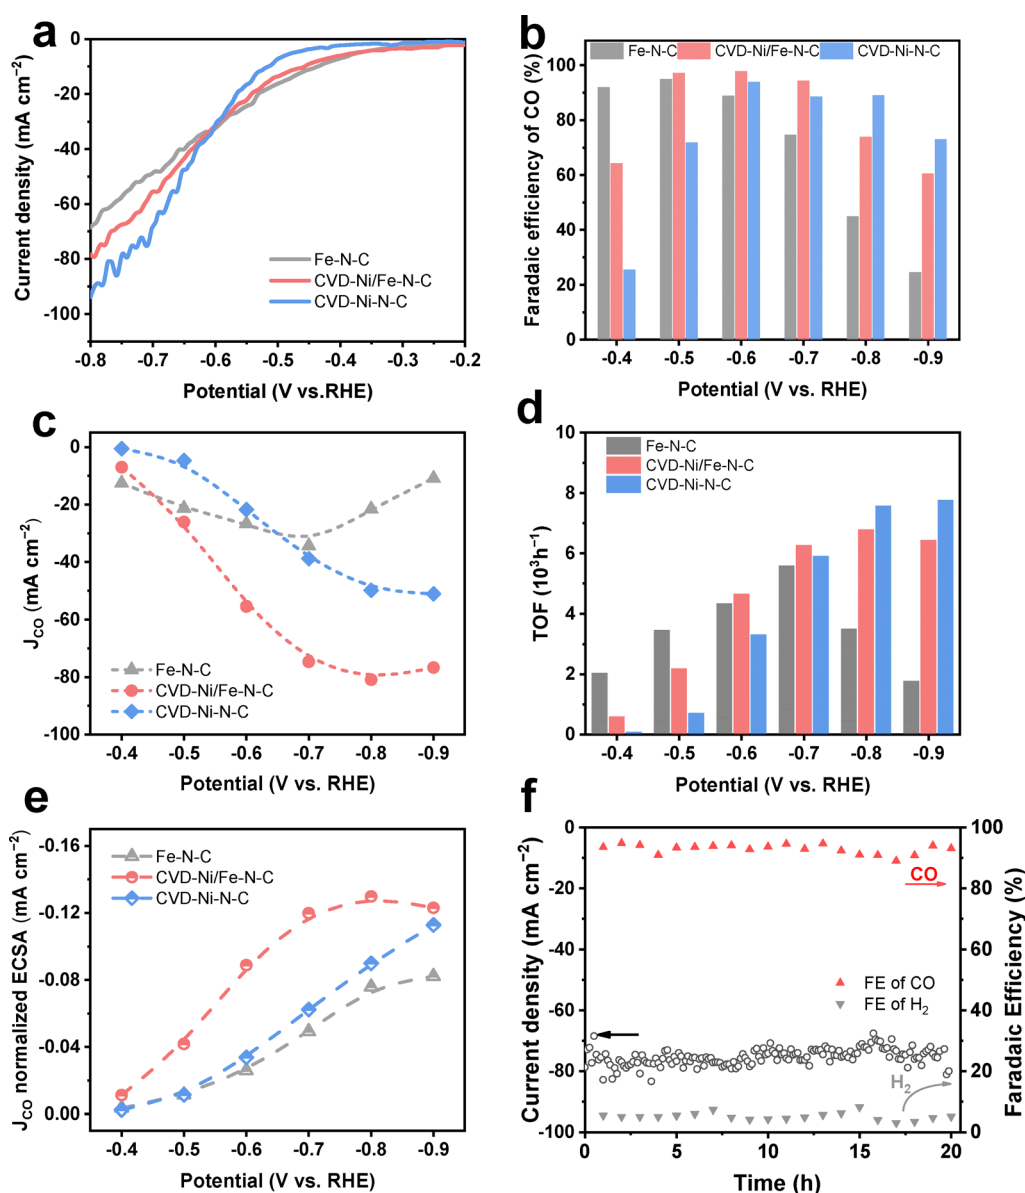 a
Current density (mA cm⁻²)
0
-20
-40
-60
-80
-100
Fe-N-C
CVD-Ni/Fe-N-C
CVD-Ni-N-C
-0.8 -0.7 -0.6 -0.5 -0.4 -0.3 -0.2
Potential (V vs.RHE)
b
Faradaic efficiency of CO (%)
Fe-N-C CVD-Ni/Fe-N-C CVD-Ni-N-C
100
80
60
40
20
0
-0.4 -0.5 -0.6 -0.7 -0.8 -0.9
Potential (V vs. RHE)
c
J_CO (mA cm⁻²)
0
-20
-40
-60
-80
-100
Fe-N-C
CVD-Ni/Fe-N-C
CVD-Ni-N-C
-0.4 -0.5 -0.6 -0.7 -0.8 -0.9
Potential (V vs. RHE)
d
TOF (10³h⁻¹)
10
8
6
4
2
0
Fe-N-C
CVD-Ni/Fe-N-C
CVD-Ni-N-C
-0.4 -0.5 -0.6 -0.7 -0.8 -0.9
Potential (V vs. RHE)
e
J_CO normalized ECSA (mA cm⁻²)
-0.16
-0.12
-0.08
-0.04
0.00
Fe-N-C
CVD-Ni/Fe-N-C
CVD-Ni-N-C
-0.4 -0.5 -0.6 -0.7 -0.8 -0.9
Potential (V vs. RHE)
f
Current density (mA cm⁻²)
0
-20
-40
-60
-80
-100
CO
FE of CO
FE of H₂
H₂
100
80
60
40
20
0
Faradaic Efficiency (%)
0 5 10 15 20
Time (h)